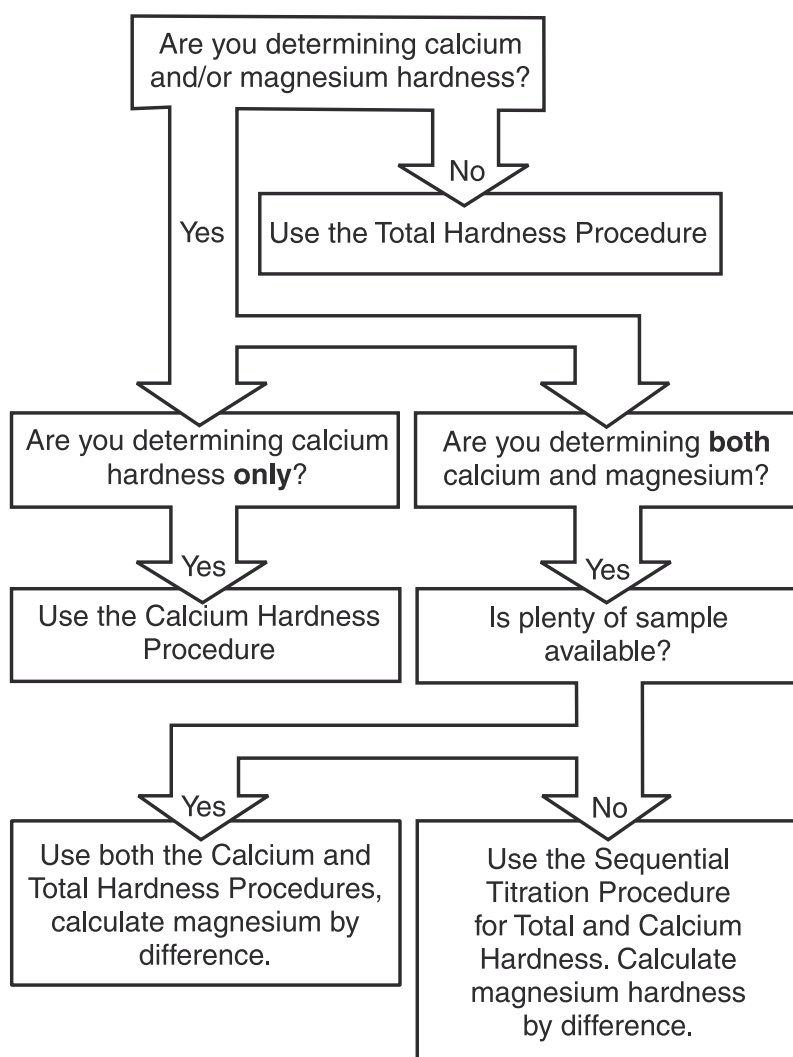 Are you determining calcium
and/or magnesium hardness?
No
Use the Total Hardness Procedure
Yes
Are you determining calcium
hardness only?
Are you determining both
calcium and magnesium?
Yes
Yes
Use the Calcium Hardness
Procedure
Is plenty of sample
available?
Yes
No
Use both the Calcium and
Total Hardness Procedures,
calculate magnesium by
difference.
Use the Sequential
Titration Procedure
for Total and Calcium
Hardness. Calculate
magnesium hardness
by difference.